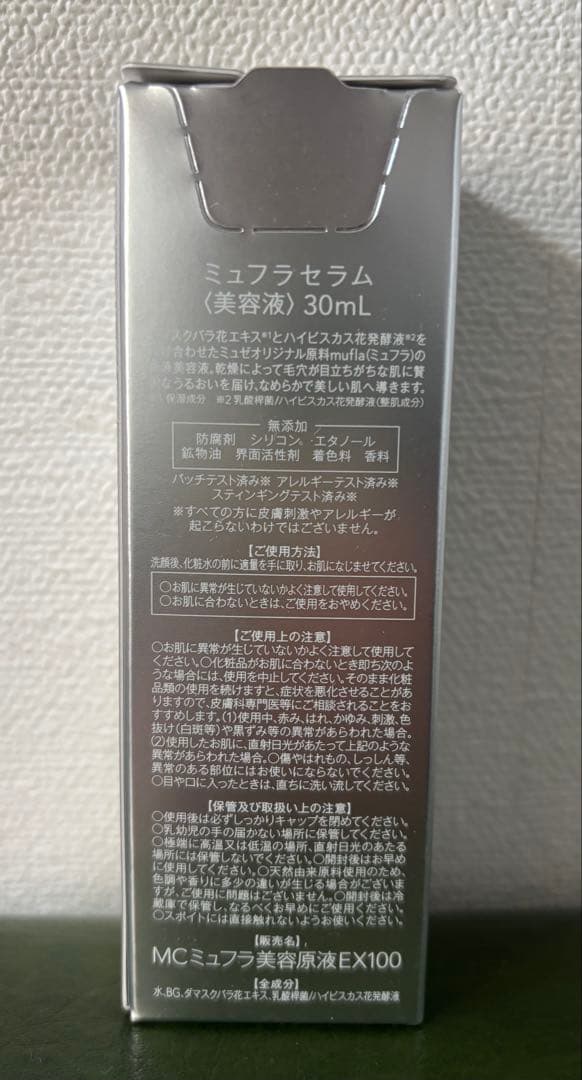 ミュフラセラム
〈美容液〉30mL
スクバラ花エキス※1とハイビスカス花発酵液※2を
合わせたミュゼオリジナル原料mufla(ミュフラ)の
美容液。乾燥によって毛穴が目立ちがちな肌に贅
なうるおいを届け、なめらかで美しい肌へ導きます。
保湿成分 ※2 乳酸桿菌/ハイビスカス花発酵液(整肌成分)
無添加
防腐剤 シリコン エタノール
鉱物油 界面活性剤 着色料 香料
パッチテスト済み※ アレルギーテスト済み※
スティンギングテスト済み※
※すべての方に皮膚刺激やアレルギーが
起こらないわけではございません。
【ご使用方法】
洗顔後、化粧水の前に適量を手に取り、お肌になじませてください。
○お肌に異常が生じていないかよく注意して使用してください。
○お肌に合わないときは、ご使用をおやめください。
【ご使用上の注意】
○お肌に異常が生じていないかよく注意して使用して
ください。○化粧品がお肌に合わないとき即ち次のよ
うな場合には、使用を中止してください。そのまま化粧
品類の使用を続けますと、症状を悪化させることがあ
りますので、皮膚科専門医等にご相談されることをお
すすめします。(1)使用中、赤み、はれ、かゆみ、刺激、色
抜け(白斑等)や黒ずみ等の異常があらわれた場合。
(2)使用したお肌に、直射日光があたって上記のような
異常があらわれた場合。○傷やはれもの、しっしん等、
異常のある部位にはお使いにならないでください。
○目や口に入ったときは、直ちに洗い流してください。
【保管及び取扱い上の注意】
○使用後は必ずしっかりキャップを閉めてください。
○乳幼児の手の届かない場所に保管してください。
○極端に高温又は低温の場所、直射日光のあたる
場所には保管しないでください。○開封後はお早め
に使用してください。○天然由来原料使用のため、
色調や香りに多少の違いが生じる場合がございま
すが、ご使用に問題はございません。○開封後は冷
蔵庫で保管し、なるべくお早めにご使用ください。
○スポイトには直接触れないようお使いください。
【販売名】
MCミュフラ美容原液EX100
【全成分】
水、BG、ダマスクバラ花エキス、乳酸桿菌/ハイビスカス花発酵液